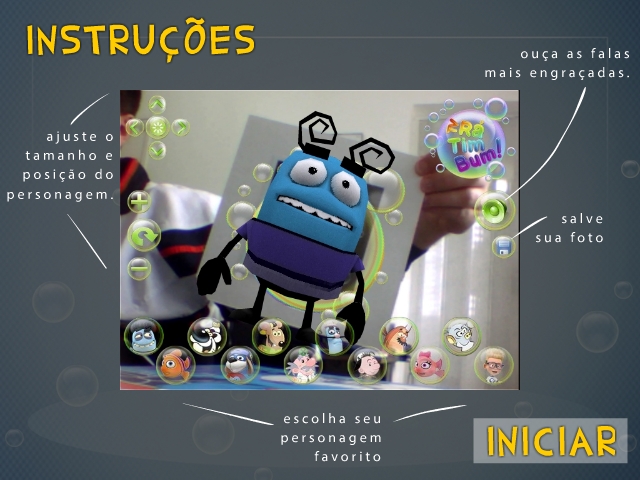 INSTRUÇÕES
ouça as falas
mais engraçadas.
ajuste o
tamanho e
posição do
personagem.
ÈRa
Tim
Bum!
salve
sua foto
escolha seu
personagem
favorito
INICIAR